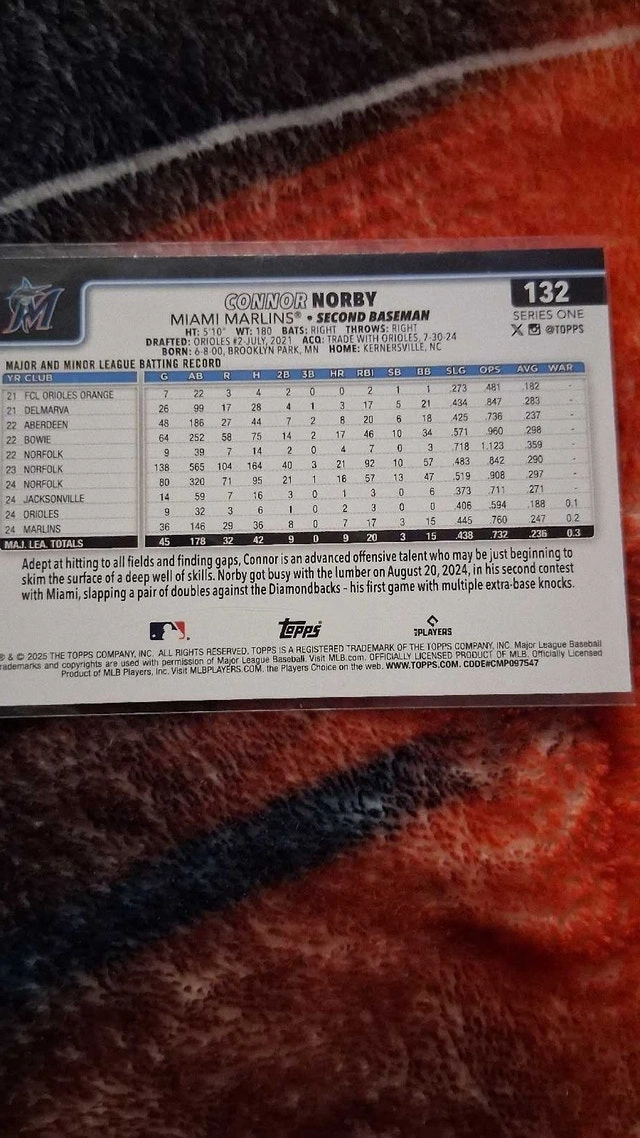 M
CONNOR NORBY
132
MIAMI MARLINS® • SECOND BASEMAN
SERIES ONE
HT: 5'10" WT: 180 BATS: RIGHT THROWS: RIGHT
@TOPPS
DRAFTED: ORIOLES #2-JULY, 2021 ACQ: TRADE WITH ORIOLES, 7-30-24
BORN: 6-8-00, BROOKLYN PARK, MN HOME: KERNERSVILLE, NC
MAJOR AND MINOR LEAGUE BATTING RECORD
YR CLUB G AB R H 2B 3B HR RBI SB BB SLG OPS AVG WAR
21 FCL ORIOLES ORANGE 7 22 3 4 2 0 0 2 1 1 .273 .481 .182 -
21 DELMARVA 26 99 17 28 4 1 3 17 5 21 .434 .847 .283 -
22 ABERDEEN 48 186 27 44 7 2 8 20 6 18 .425 .736 .237 -
22 BOWIE 64 252 58 75 14 2 17 46 10 34 .571 .960 .298 -
22 NORFOLK 9 39 7 14 2 0 4 7 0 3 .718 1.123 .359 -
23 NORFOLK 138 565 104 164 40 3 21 92 10 57 .483 .842 .290 -
24 NORFOLK 80 320 71 95 21 1 16 57 13 47 .519 .908 .297 -
24 JACKSONVILLE 14 59 7 16 3 0 1 3 0 6 .373 .711 .271 -
24 ORIOLES 9 32 3 6 1 0 2 3 0 0 .406 .594 .188 0.1
24 MARLINS 36 146 29 36 8 0 7 17 3 15 .445 .760 .247 0.2
MAJ. LEA. TOTALS 45 178 32 42 9 0 9 20 3 15 .438 .732 .236 0.3
Adept at hitting to all fields and finding gaps, Connor is an advanced offensive talent who may be just beginning to
skim the surface of a deep well of skills. Norby got busy with the lumber on August 20, 2024, in his second contest
with Miami, slapping a pair of doubles against the Diamondbacks – his first game with multiple extra-base knocks.
Topps
PLAYERS
® & © 2025 THE TOPPS COMPANY, INC. ALL RIGHTS RESERVED. TOPPS IS A REGISTERED TRADEMARK OF THE TOPPS COMPANY, INC. Major League Baseball
trademarks and copyrights are used with permission of Major League Baseball. Visit MLB.com. OFFICIALLY LICENSED PRODUCT OF MLB. Officially Licensed
Product of MLB Players, Inc. Visit MLBPLAYERS.COM, the Players Choice on the web. WWW.TOPPS.COM. CODE#CMP097547